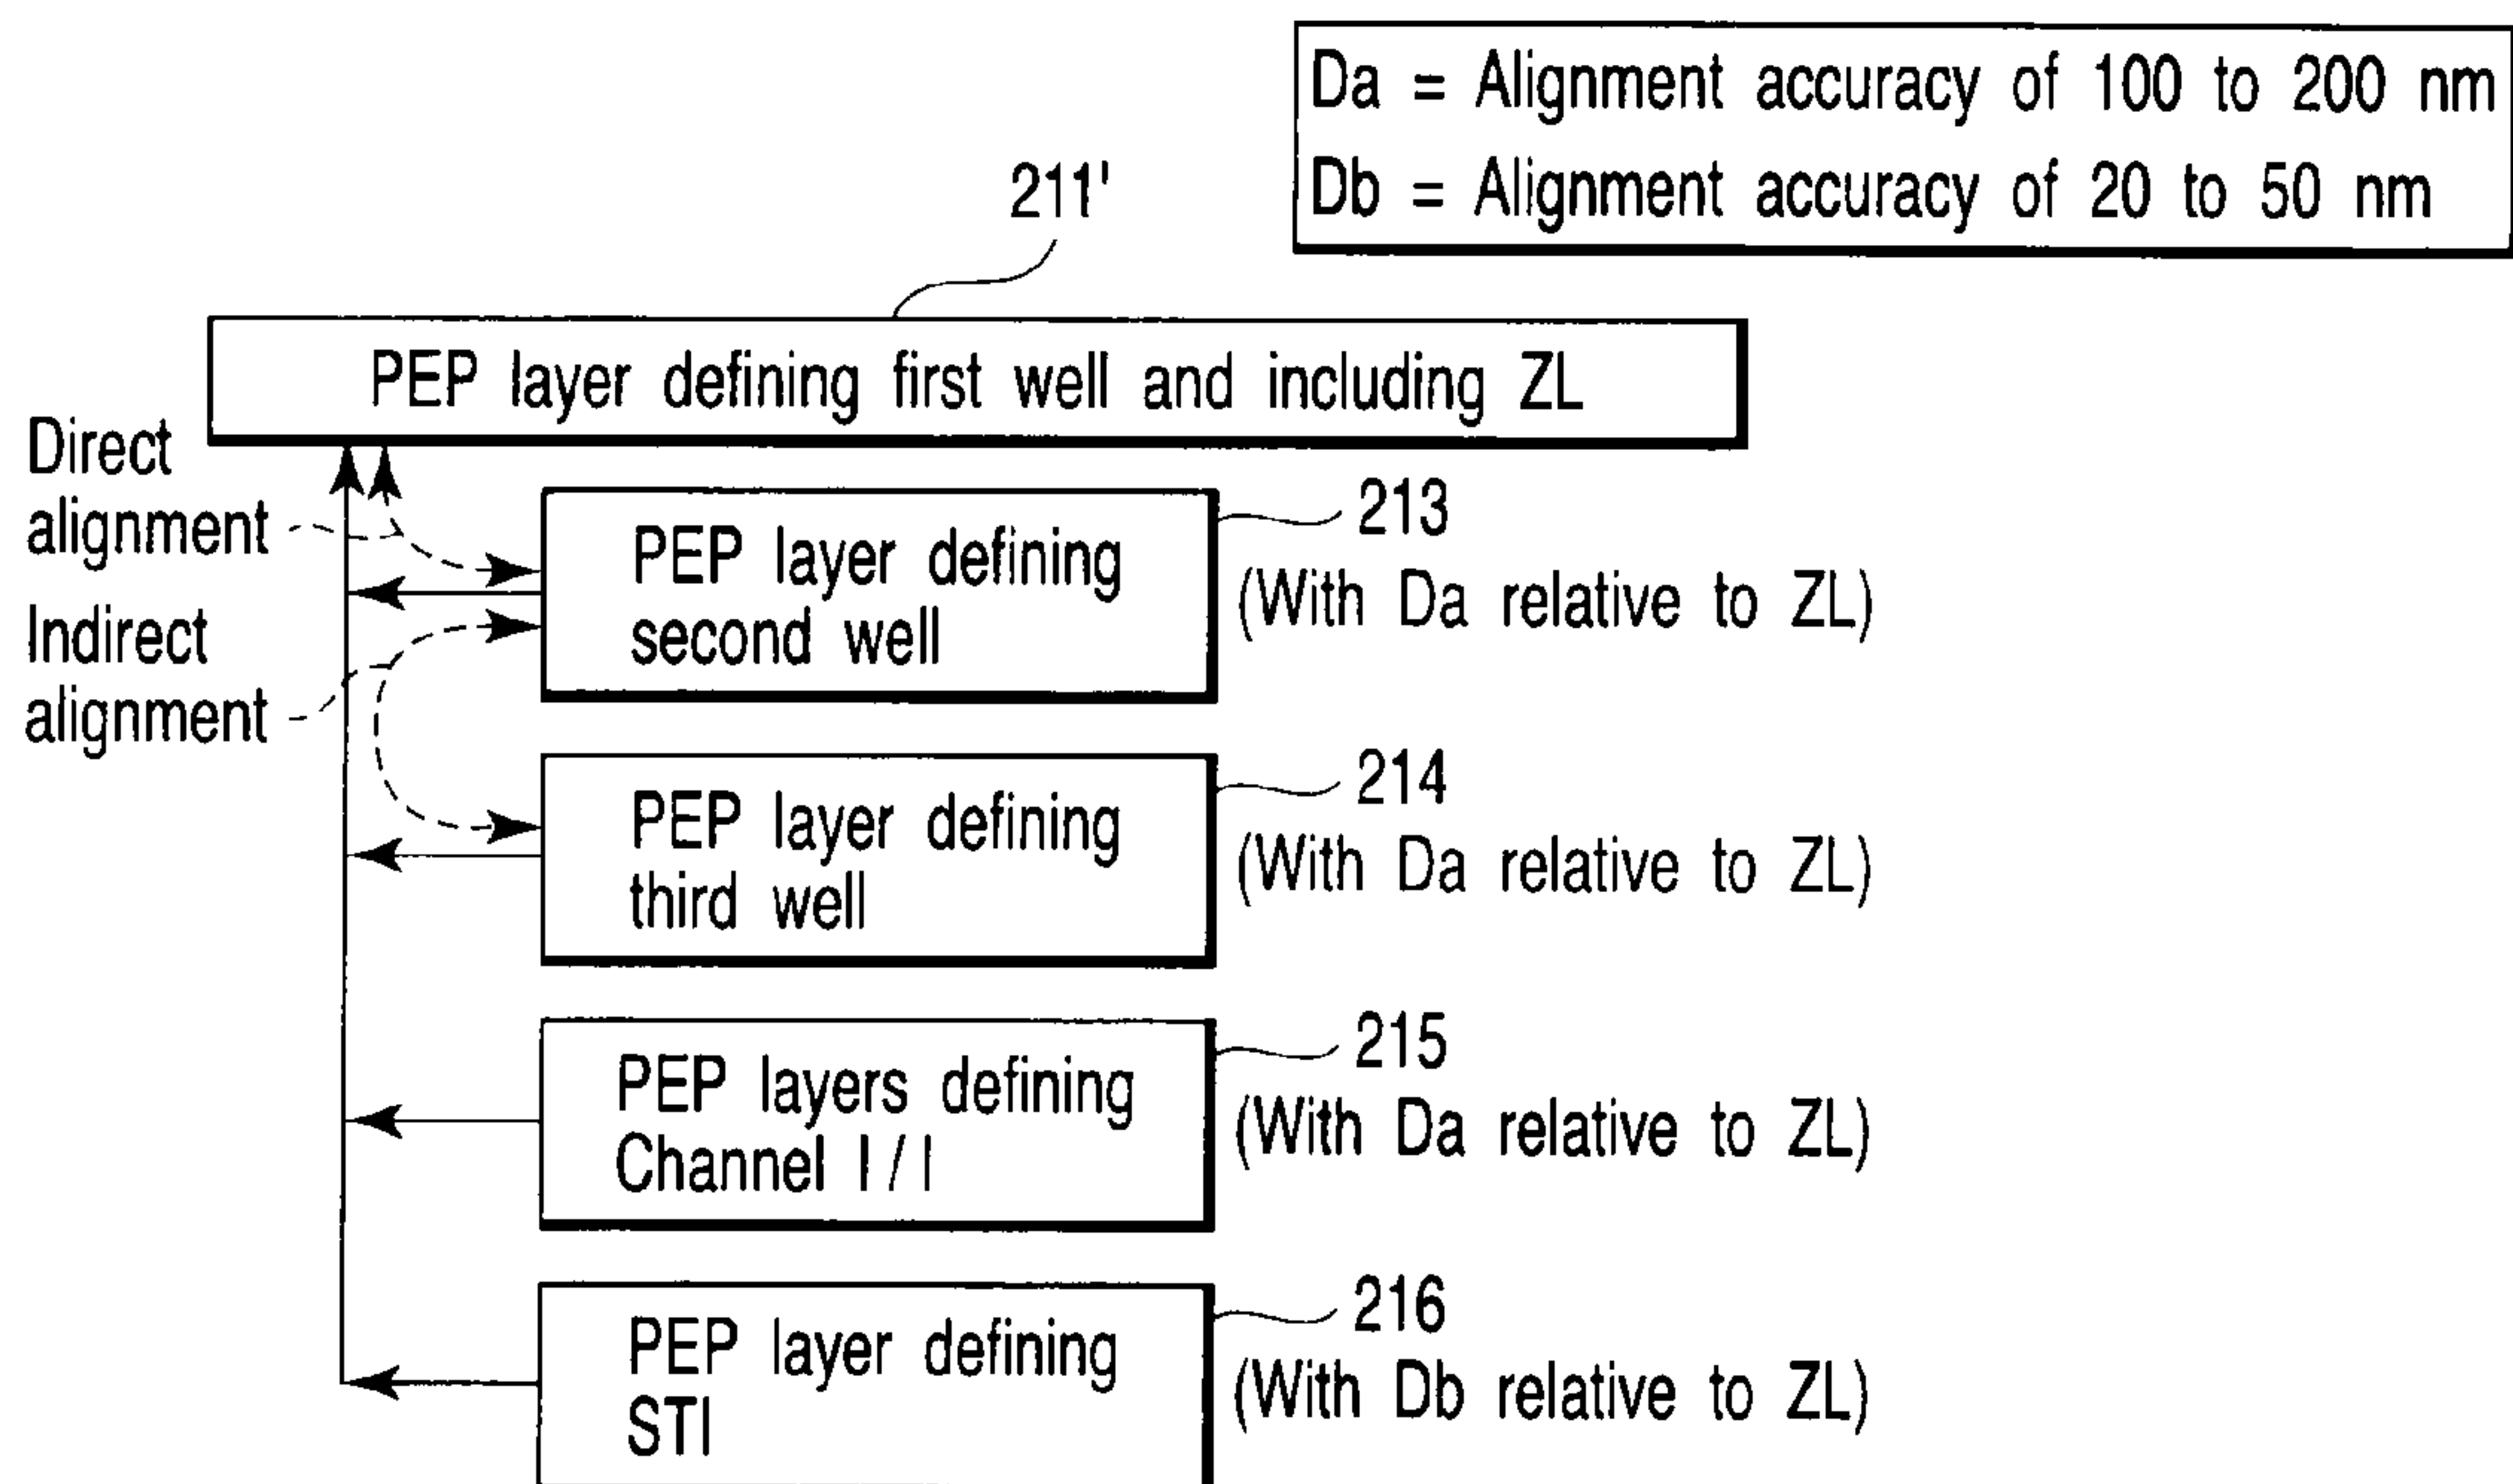 Da = Alignment accuracy of 100 to 200 nm
Db = Alignment accuracy of 20 to 50 nm
211'
PEP layer defining first well and including ZL
Direct
alignment
213
PEP layer defining
second well
(With Da relative to ZL)
Indirect
alignment
214
PEP layer defining
third well
(With Da relative to ZL)
215
PEP layers defining
Channel I / I
(With Da relative to ZL)
216
PEP layer defining
STI
(With Db relative to ZL)